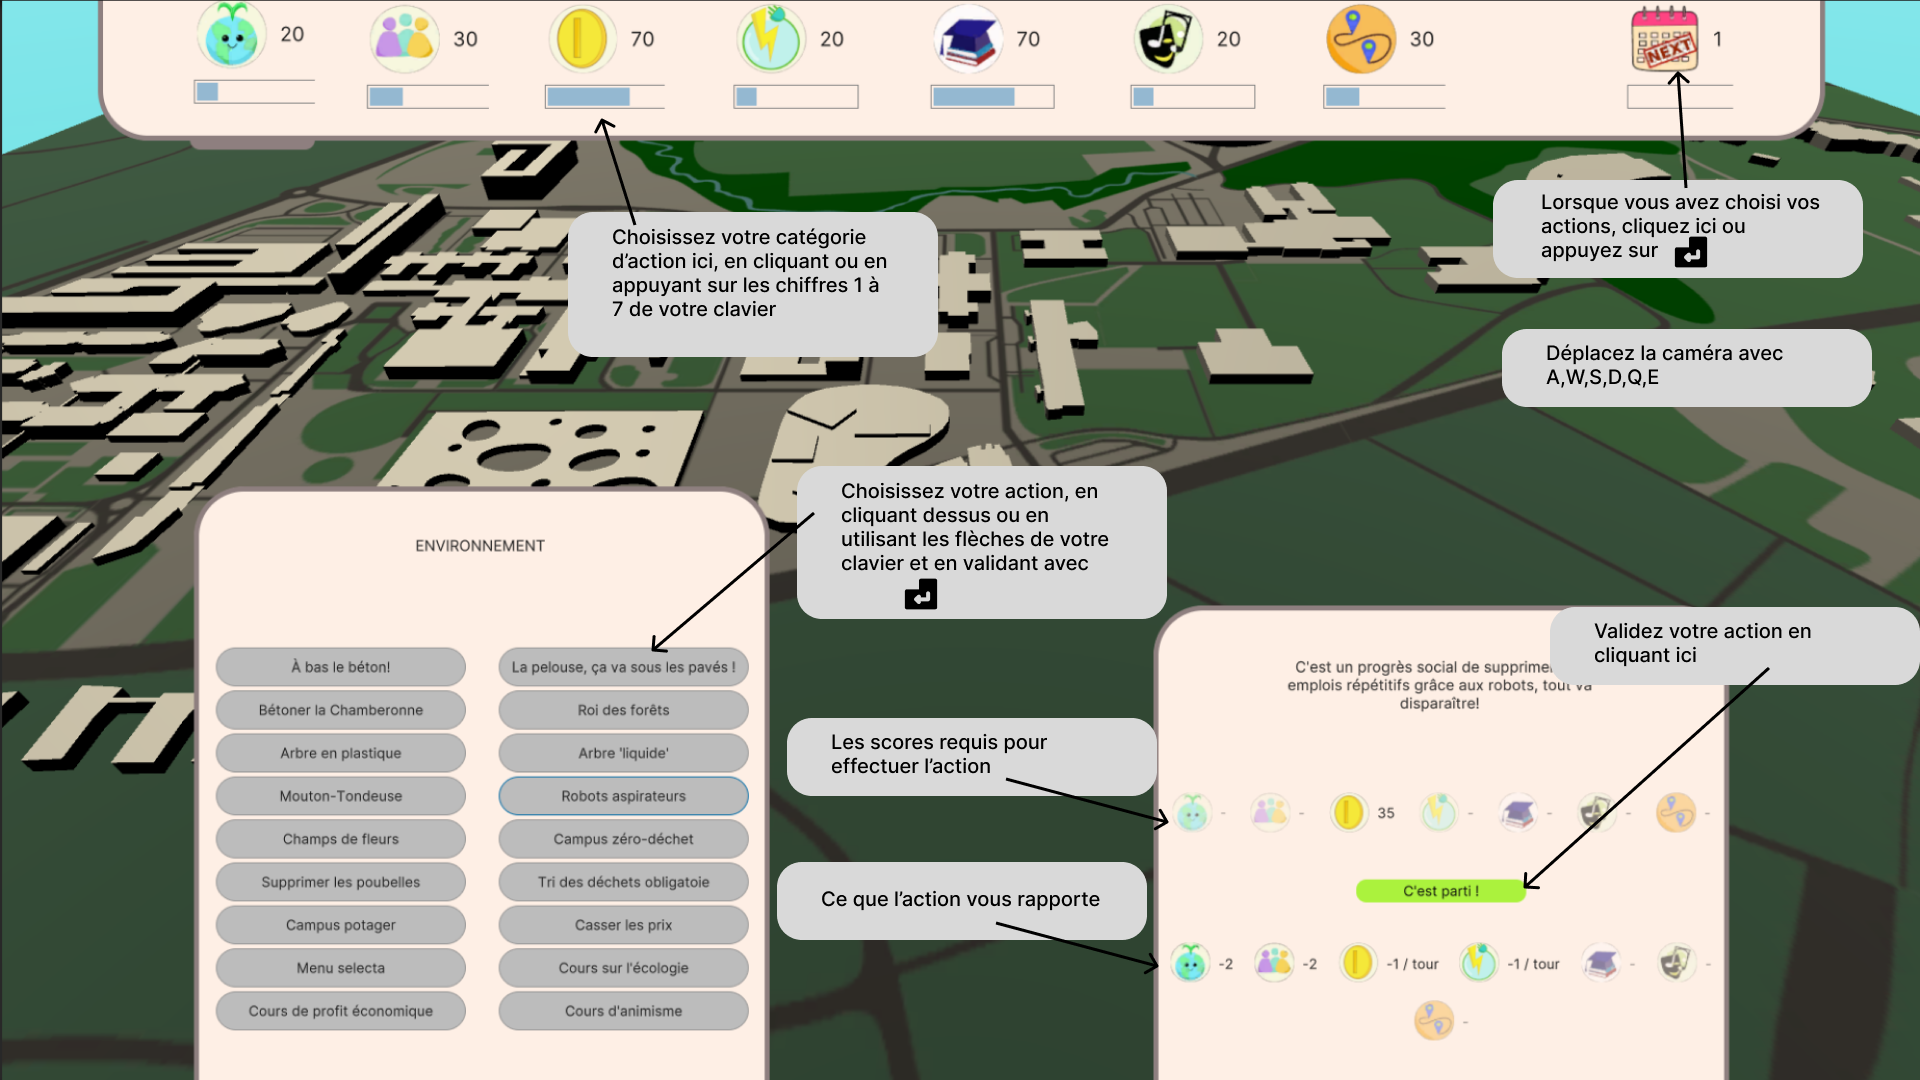 20
30
70
20
70
20
30
NEXT
1
Choisissez votre catégorie
d’action ici, en cliquant ou en
appuyant sur les chiffres 1 à
7 de votre clavier
Lorsque vous avez choisi vos
actions, cliquez ici ou
appuyez sur
Déplacez la caméra avec
A,W,S,D,Q,E
Choisissez votre action, en
cliquant dessus ou en
utilisant les flèches de votre
clavier et en validant avec
ENVIRONNEMENT
À bas le béton!
La pelouse, ça va sous les pavés !
Bétoner la Chamberonne
Roi des forêts
Arbre en plastique
Arbre 'liquide'
Mouton-Tondeuse
Robots aspirateurs
Champs de fleurs
Campus zéro-déchet
Supprimer les poubelles
Tri des déchets obligatoie
Campus potager
Casser les prix
Menu selecta
Cours sur l'écologie
Cours de profit économique
Cours d'animisme
Validez votre action en
cliquant ici
C'est un progrès social de supprimer
emplois répétitifs grâce aux robots, tout va
disparaître!
Les scores requis pour
effectuer l’action
- - 35 - - - -
C'est parti !
Ce que l’action vous rapporte
-2 -2 -1 / tour -1 / tour - -
-